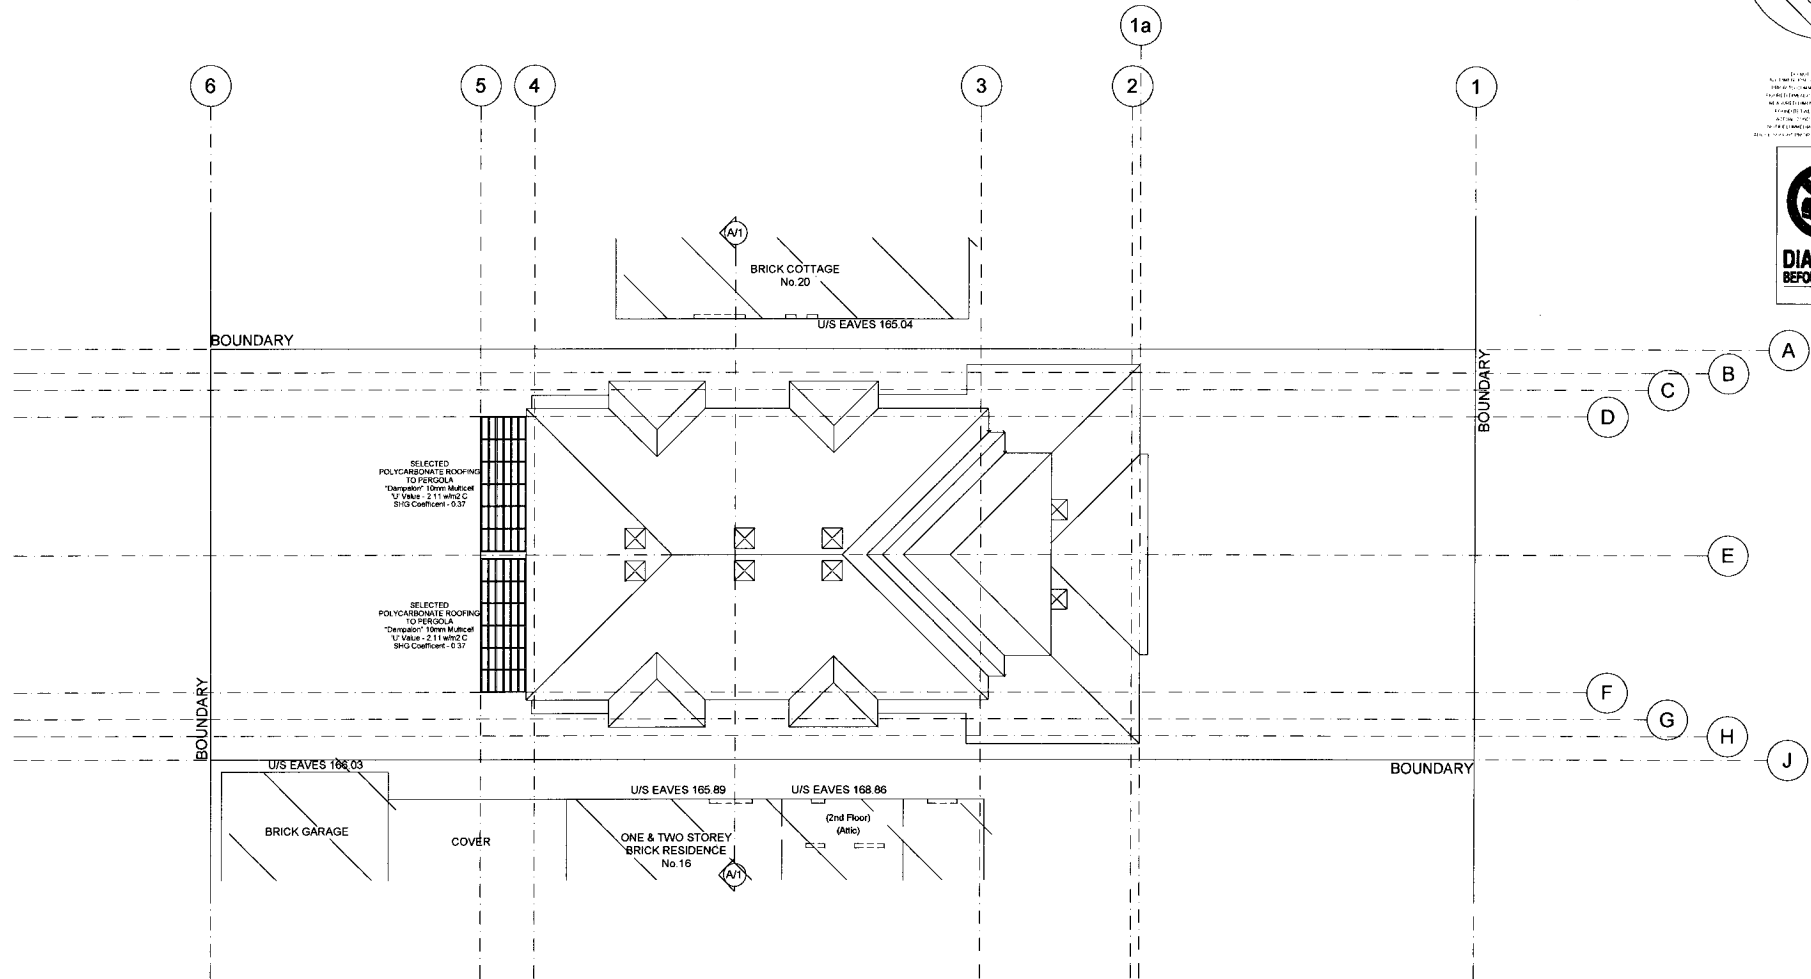 1a
6
5
4
3
2
1
DIA
BEFO
A/1
BRICK COTTAGE
No.20
U/S EAVES 165.04
BOUNDARY
BOUNDARY
A
B
C
D
SELECTED
POLYCARBONATE ROOFING
TO PERGOLA
"Dampalon" 10mm Multicell
'U' Value - 2.11 w/m2 C
SHG Coefficent - 0.37
E
SELECTED
POLYCARBONATE ROOFING
TO PERGOLA
"Dampalon" 10mm Multicell
'U' Value - 2.11 w/m2 C
SHG Coefficent - 0.37
F
G
H
J
BOUNDARY
BOUNDARY
U/S EAVES 166.03
U/S EAVES 165.89
U/S EAVES 168.86
BRICK GARAGE
COVER
ONE & TWO STOREY
BRICK RESIDENCE
No.16
(2nd Floor)
(Attic)
A/1